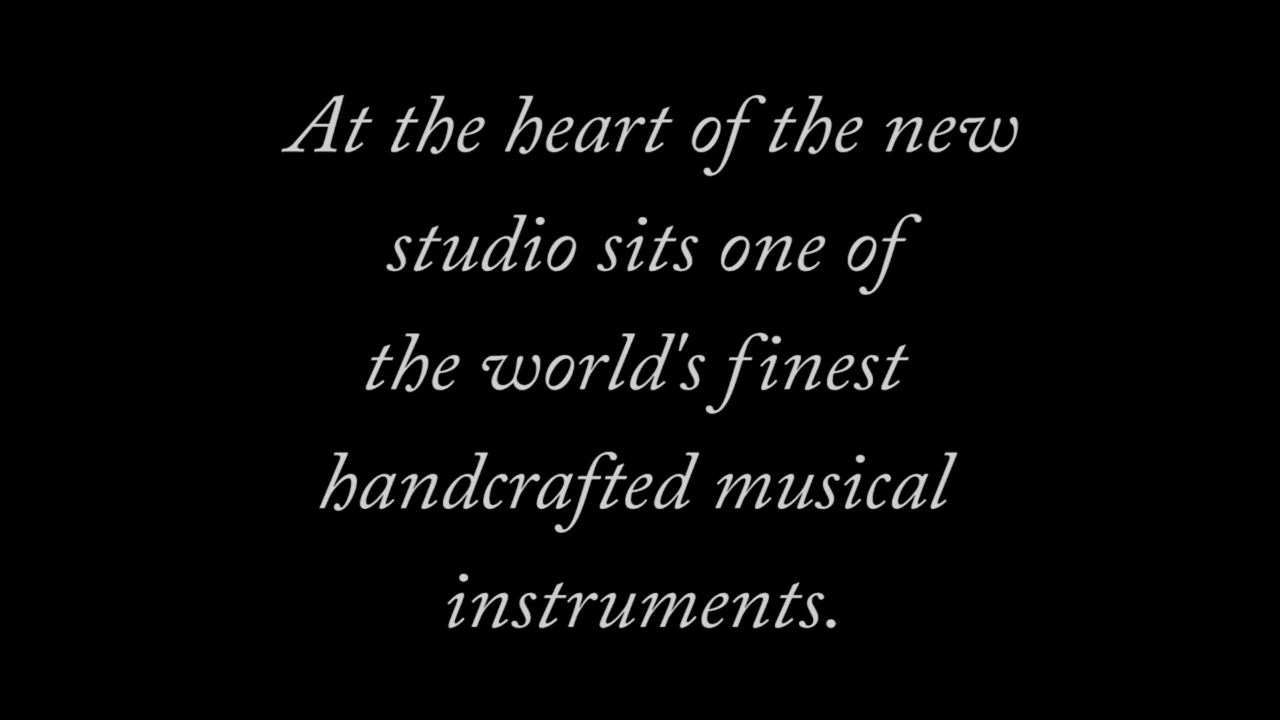 At the heart of the new
studio sits one of
the world's finest
handcrafted musical
instruments.